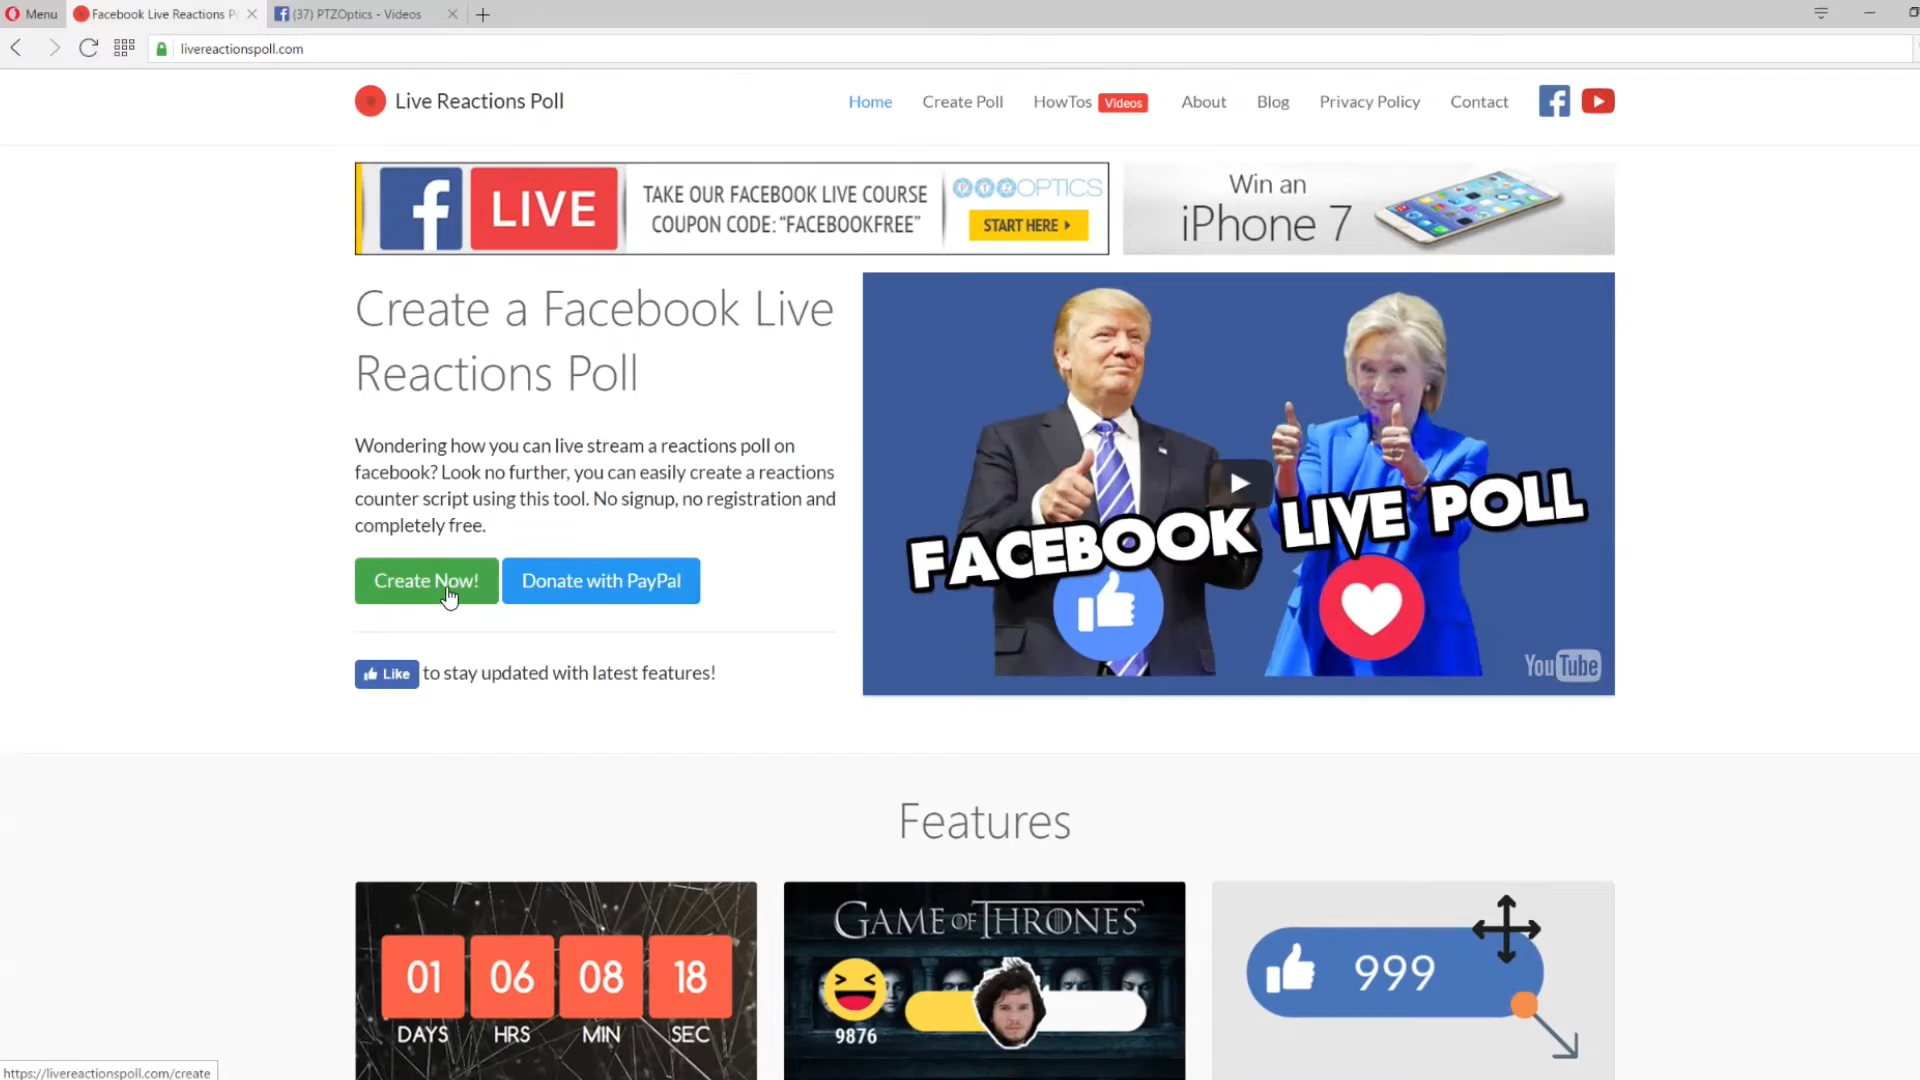 Menu
Facebook Live Reactions P
(37) PTZOptics - Videos
livereactionspoll.com
Live Reactions Poll
Home
Create Poll
HowTos Videos
About
Blog
Privacy Policy
Contact
LIVE
TAKE OUR FACEBOOK LIVE COURSE
COUPON CODE: “FACEBOOKFREE”
PTZOPTICS
START HERE
Win an
iPhone 7
Create a Facebook Live
Reactions Poll
Wondering how you can live stream a reactions poll on
facebook? Look no further, you can easily create a reactions
counter script using this tool. No signup, no registration and
completely free.
Create Now!
Donate with PayPal
Like to stay updated with latest features!
FACEBOOK LIVE POLL
YouTube
Features
01 06 08 18
DAYS HRS MIN SEC
GAME OF THRONES
9876
999
https://livereactionspoll.com/create